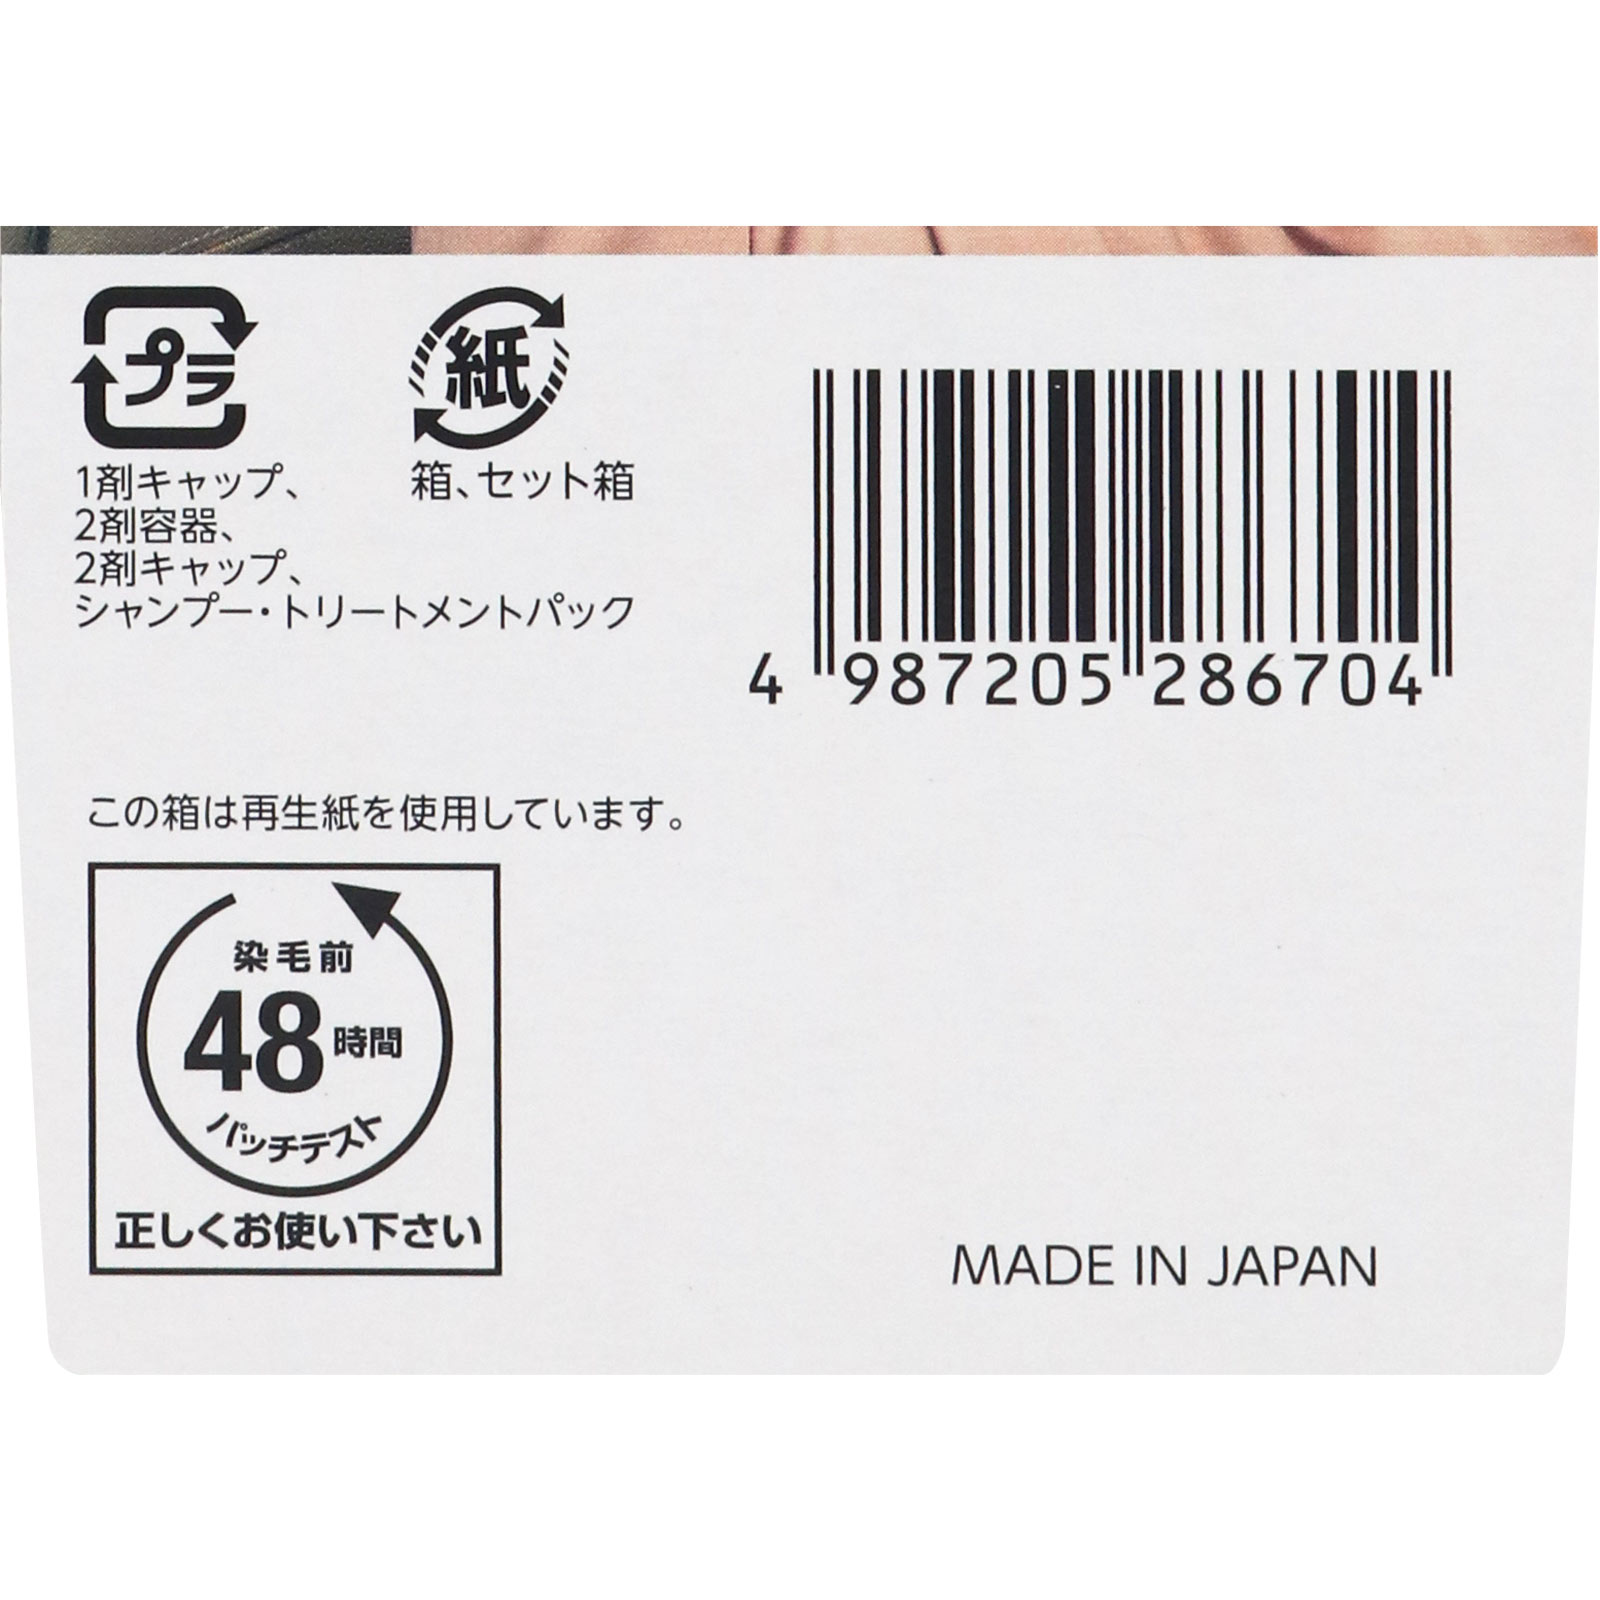 プラ
紙
1剤キャップ、
2剤容器、
2剤キャップ、
シャンプー・トリートメントパック
箱、セット箱
4 987205 286704
この箱は再生紙を使用しています。
染毛前
48時間
パッチテスト
正しくお使い下さい
MADE IN JAPAN